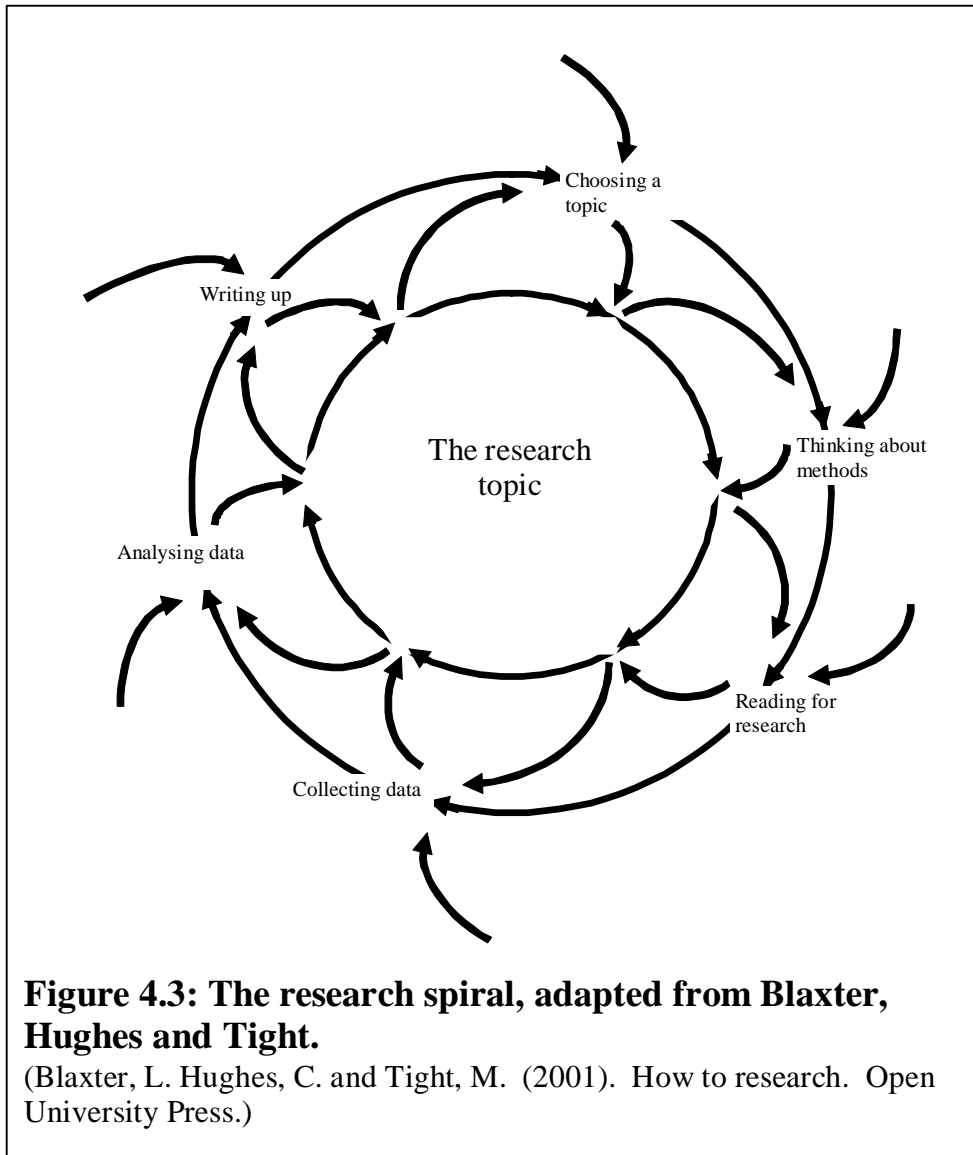 Choosing a
topic
Writing up
Thinking about
methods
The research
topic
Analysing data
Reading for
research
Collecting data
Figure 4.3: The research spiral, adapted from Blaxter,
Hughes and Tight.
(Blaxter, L. Hughes, C. and Tight, M.  (2001).  How to research.  Open
University Press.)